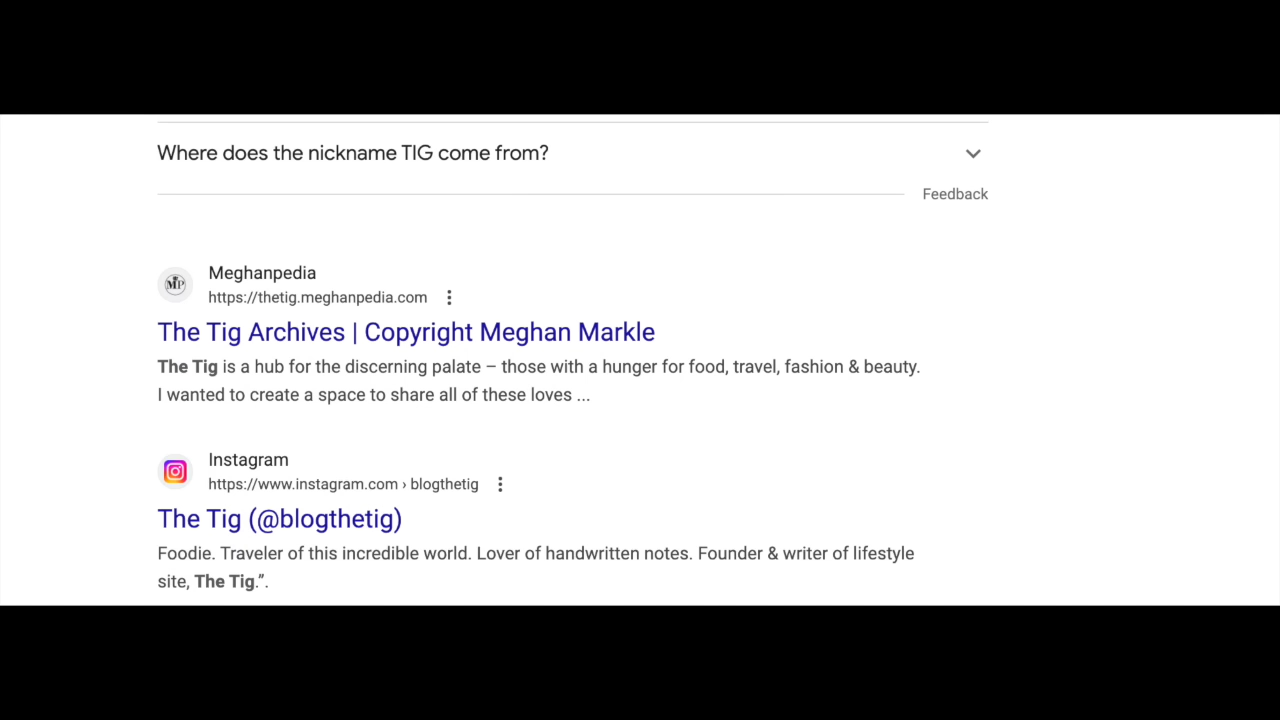 Where does the nickname TIG come from?
Feedback
MP
Meghanpedia
https://thetig.meghanpedia.com
The Tig Archives | Copyright Meghan Markle
The Tig is a hub for the discerning palate – those with a hunger for food, travel, fashion & beauty.
I wanted to create a space to share all of these loves ...
Instagram
https://www.instagram.com › blogthetig
The Tig (@blogthetig)
Foodie. Traveler of this incredible world. Lover of handwritten notes. Founder & writer of lifestyle
site, The Tig.”.